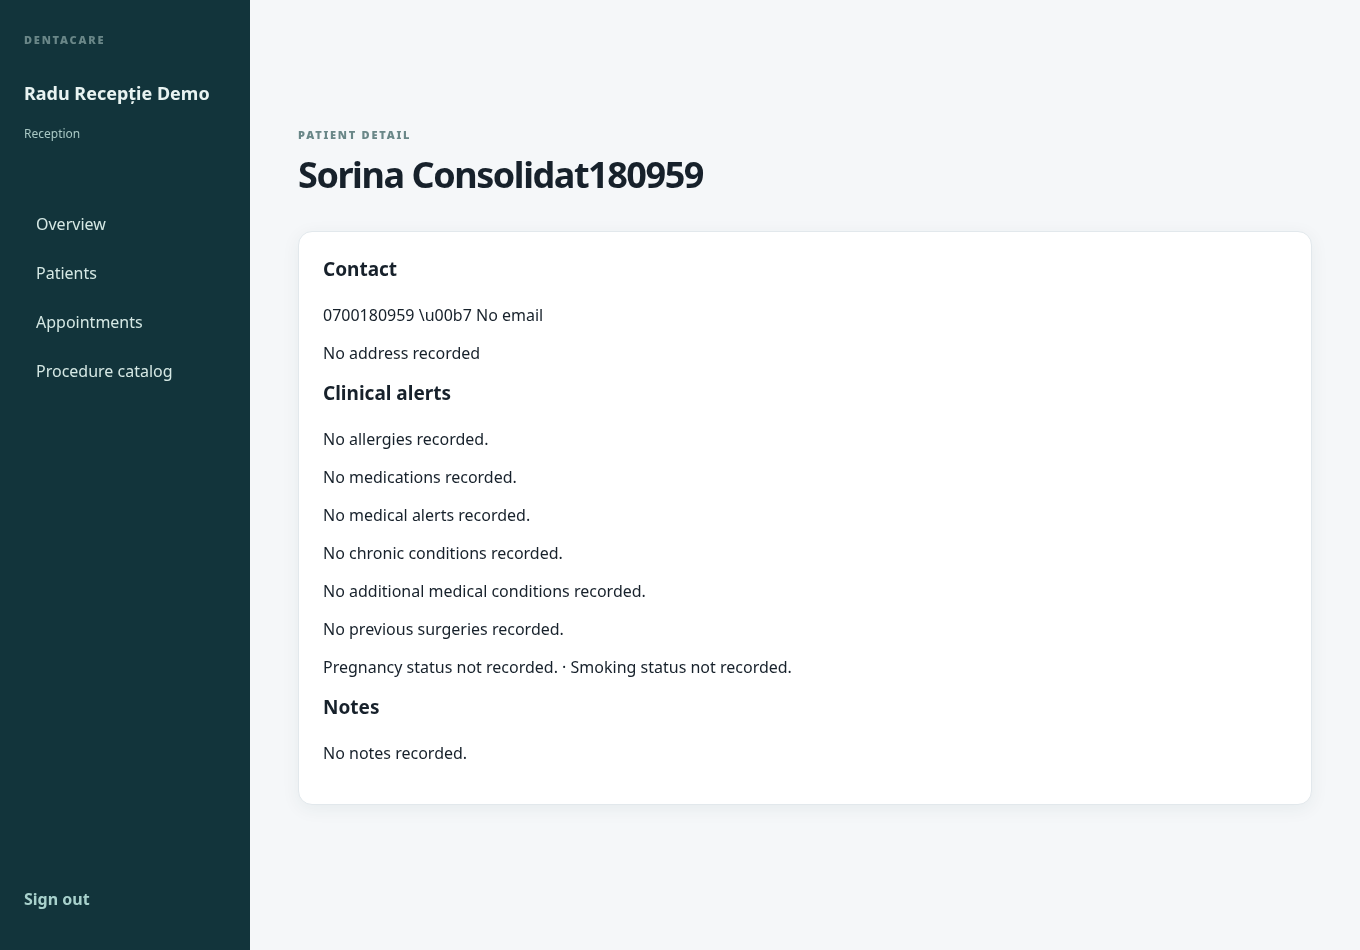 DENTACARE
Radu Recepție Demo
Reception
Overview
Patients
Appointments
Procedure catalog
Sign out
PATIENT DETAIL
Sorina Consolidat180959
Contact
0700180959 \u00b7 No email
No address recorded
Clinical alerts
No allergies recorded.
No medications recorded.
No medical alerts recorded.
No chronic conditions recorded.
No additional medical conditions recorded.
No previous surgeries recorded.
Pregnancy status not recorded. · Smoking status not recorded.
Notes
No notes recorded.